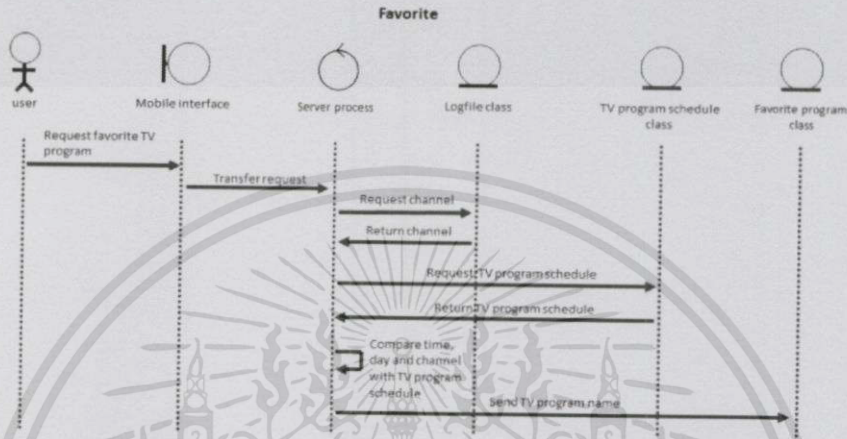 Favorite
user
Mobile interface
Server process
Logfile class
TV program schedule
class
Favorite program
class
Request favorite TV
program
Transfer request
Request channel
Return channel
Request TV program schedule
Return TV program schedule
Compare time,
day and channel
with TV program
schedule
Send TV program name